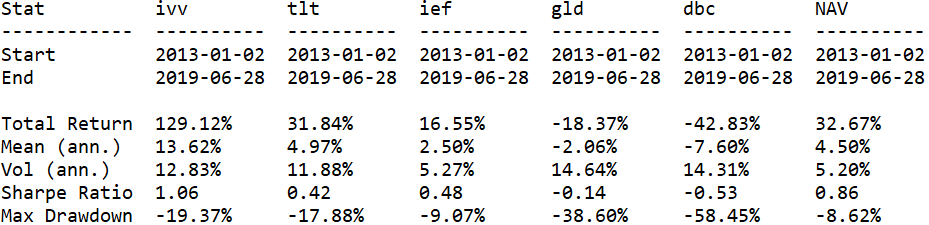 Stat ivv tlt ief gld dbc NAV
------------ ---------- ---------- ---------- ---------- ---------- ----------
Start 2013-01-02 2013-01-02 2013-01-02 2013-01-02 2013-01-02 2013-01-02
End 2019-06-28 2019-06-28 2019-06-28 2019-06-28 2019-06-28 2019-06-28
Total Return 129.12% 31.84% 16.55% -18.37% -42.83% 32.67%
Mean (ann.) 13.62% 4.97% 2.50% -2.06% -7.60% 4.50%
Vol (ann.) 12.83% 11.88% 5.27% 14.64% 14.31% 5.20%
Sharpe Ratio 1.06 0.42 0.48 -0.14 -0.53 0.86
Max Drawdown -19.37% -17.88% -9.07% -38.60% -58.45% -8.62%